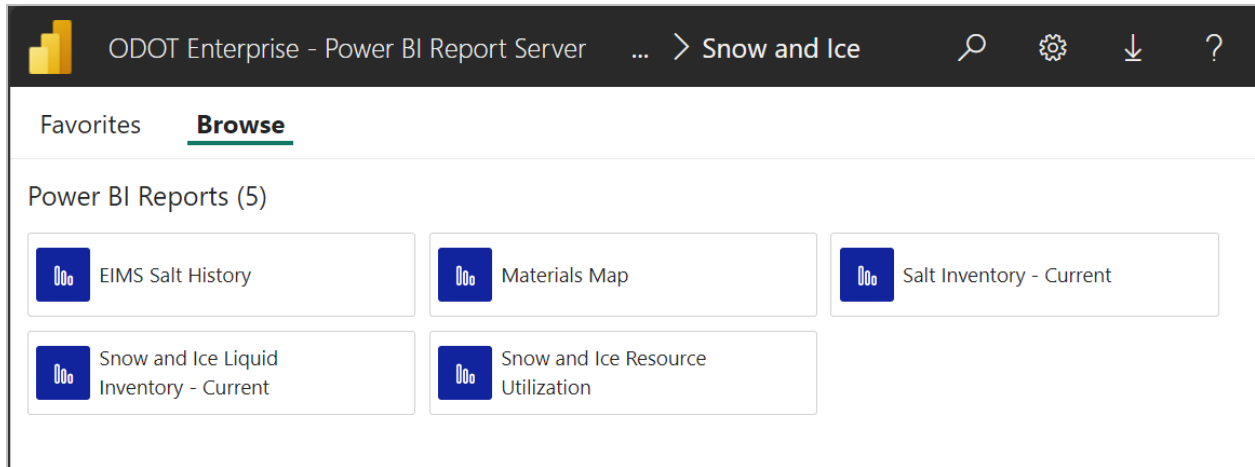 ODOT Enterprise - Power BI Report Server ... > Snow and Ice ?
Favorites Browse
Power BI Reports (5)
EIMS Salt History
Materials Map
Salt Inventory - Current
Snow and Ice Liquid
Inventory - Current
Snow and Ice Resource
Utilization